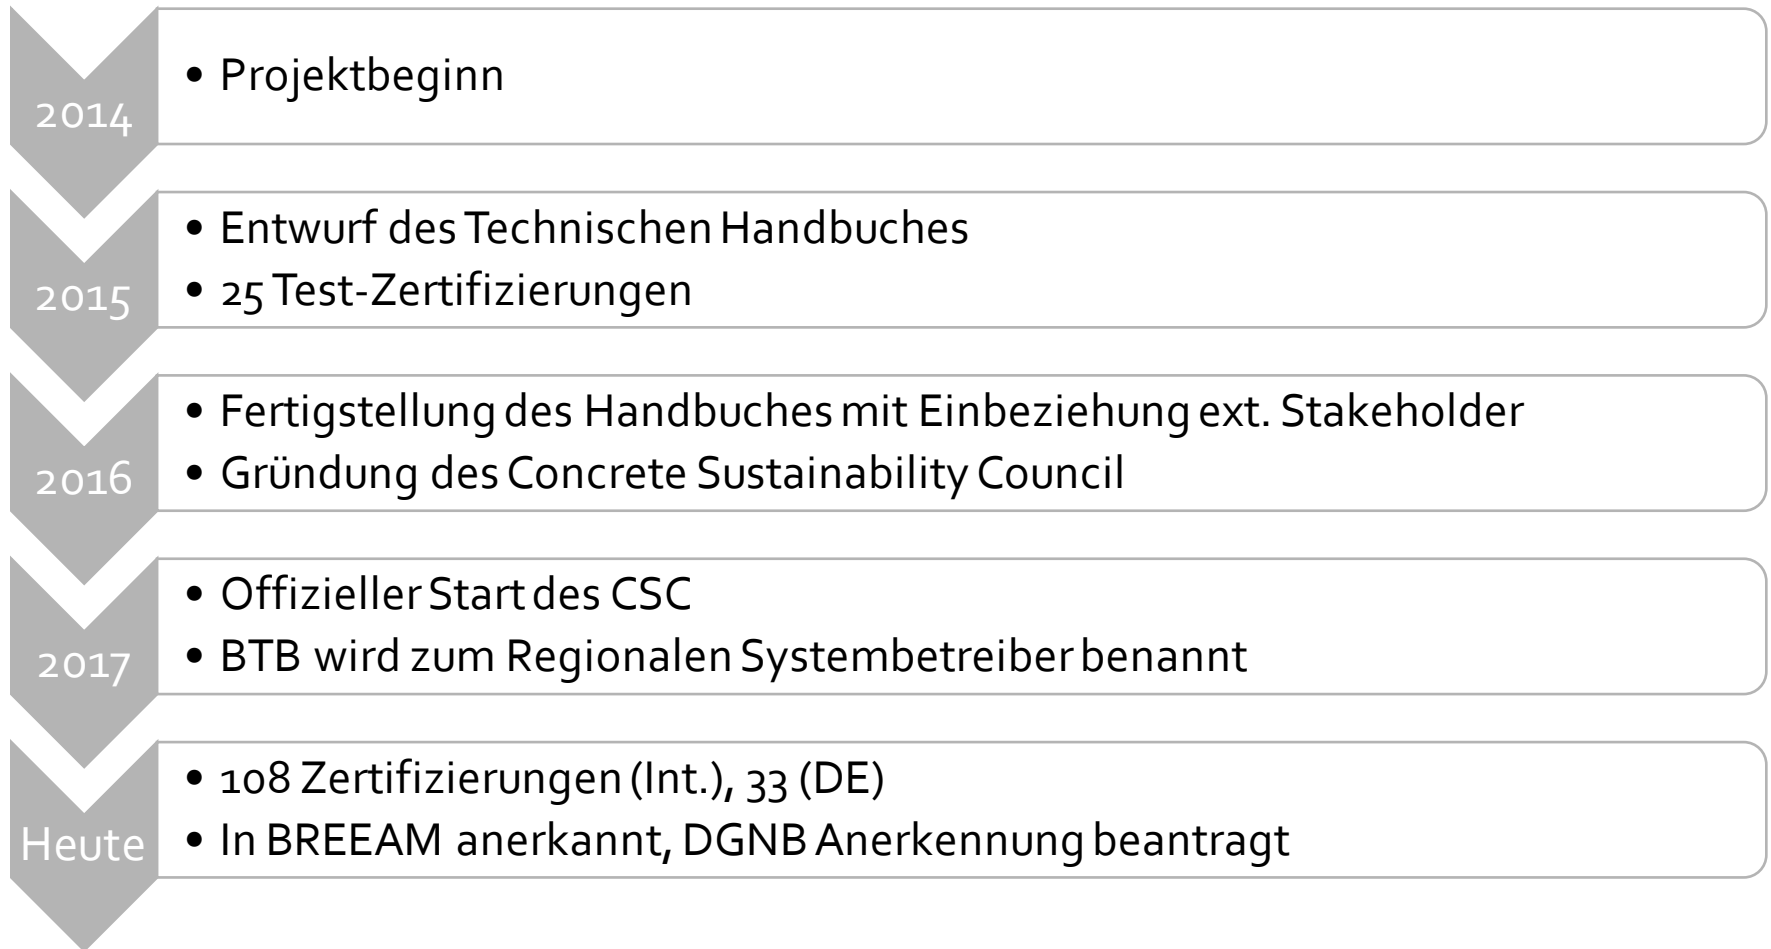 2014
• Projektbeginn
2015
• Entwurf des Technischen Handbuches
• 25 Test-Zertifizierungen
2016
• Fertigstellung des Handbuches mit Einbeziehung ext. Stakeholder
• Gründung des Concrete Sustainability Council
2017
• Offizieller Start des CSC
• BTB wird zum Regionalen Systembetreiber benannt
Heute
• 108 Zertifizierungen (Int.), 33 (DE)
• In BREEAM anerkannt, DGNB Anerkennung beantragt